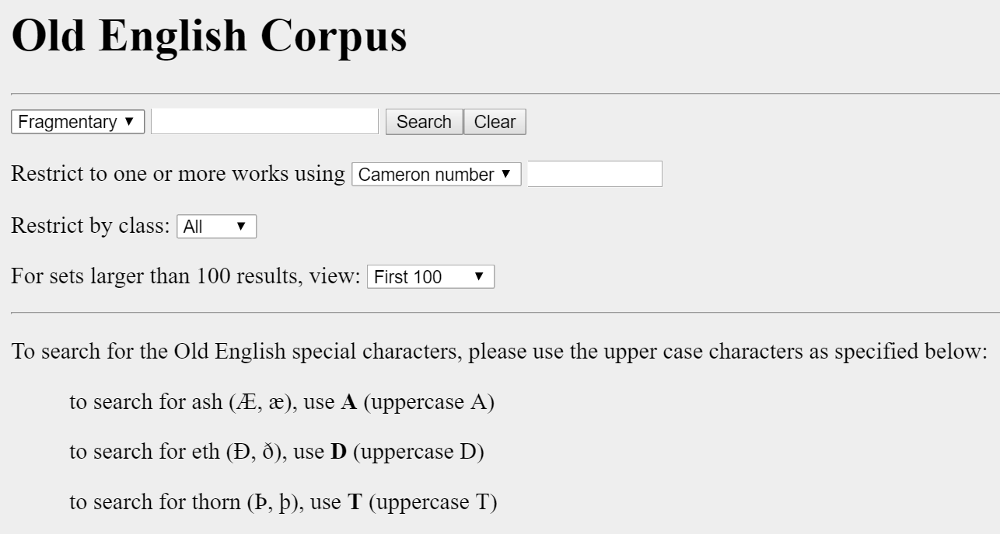 Old English Corpus
Fragmentary ▼ Search Clear
Restrict to one or more works using Cameron number ▼
Restrict by class: All ▼
For sets larger than 100 results, view: First 100 ▼
To search for the Old English special characters, please use the upper case characters as specified below:
to search for ash (Æ, æ), use A (uppercase A)
to search for eth (Ð, ð), use D (uppercase D)
to search for thorn (Þ, þ), use T (uppercase T)